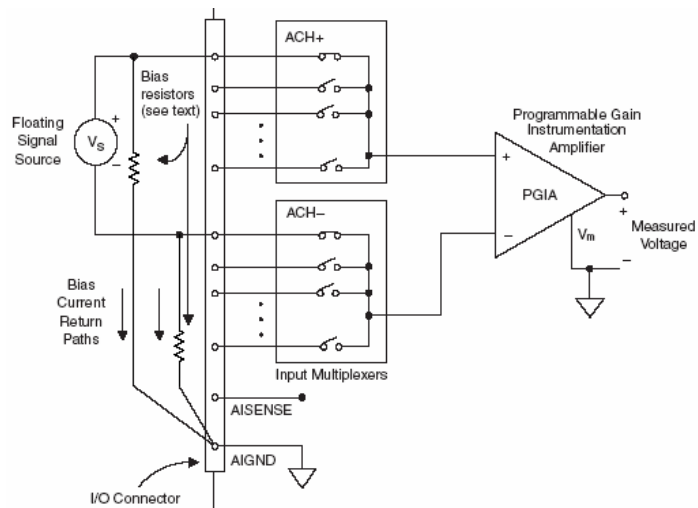 ACH+
Bias
resistors
(see text)
Floating
Signal
Source
+
Vs
−
Programmable Gain
Instrumentation
Amplifier
+
PGIA
−
+
Vm
Measured
Voltage
−
ACH−
Bias
Current
Return
Paths
Input Multiplexers
AISENSE
AIGND
I/O Connector